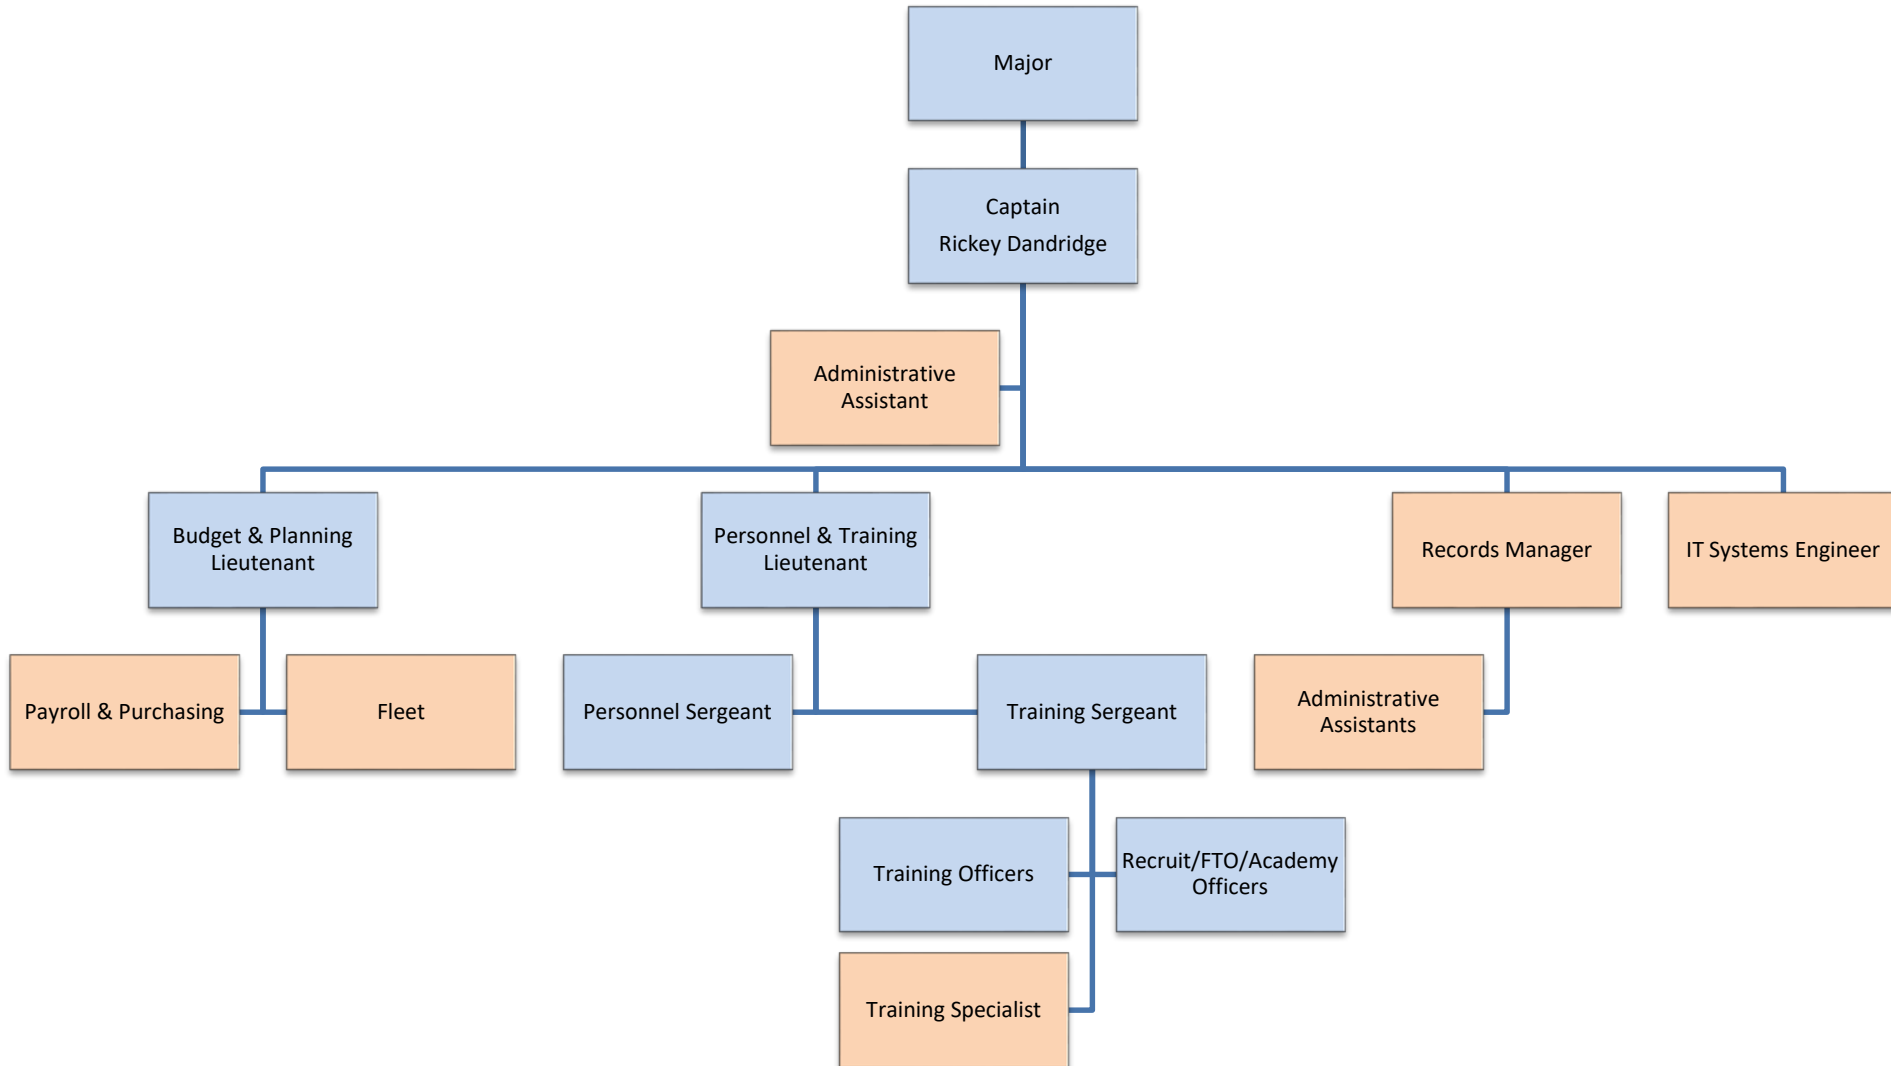 Major
Captain
Rickey Dandridge
Administrative
Assistant
Budget & Planning
Lieutenant
Personnel & Training
Lieutenant
Records Manager
IT Systems Engineer
Payroll & Purchasing
Fleet
Personnel Sergeant
Training Sergeant
Administrative
Assistants
Training Officers
Recruit/FTO/Academy
Officers
Training Specialist